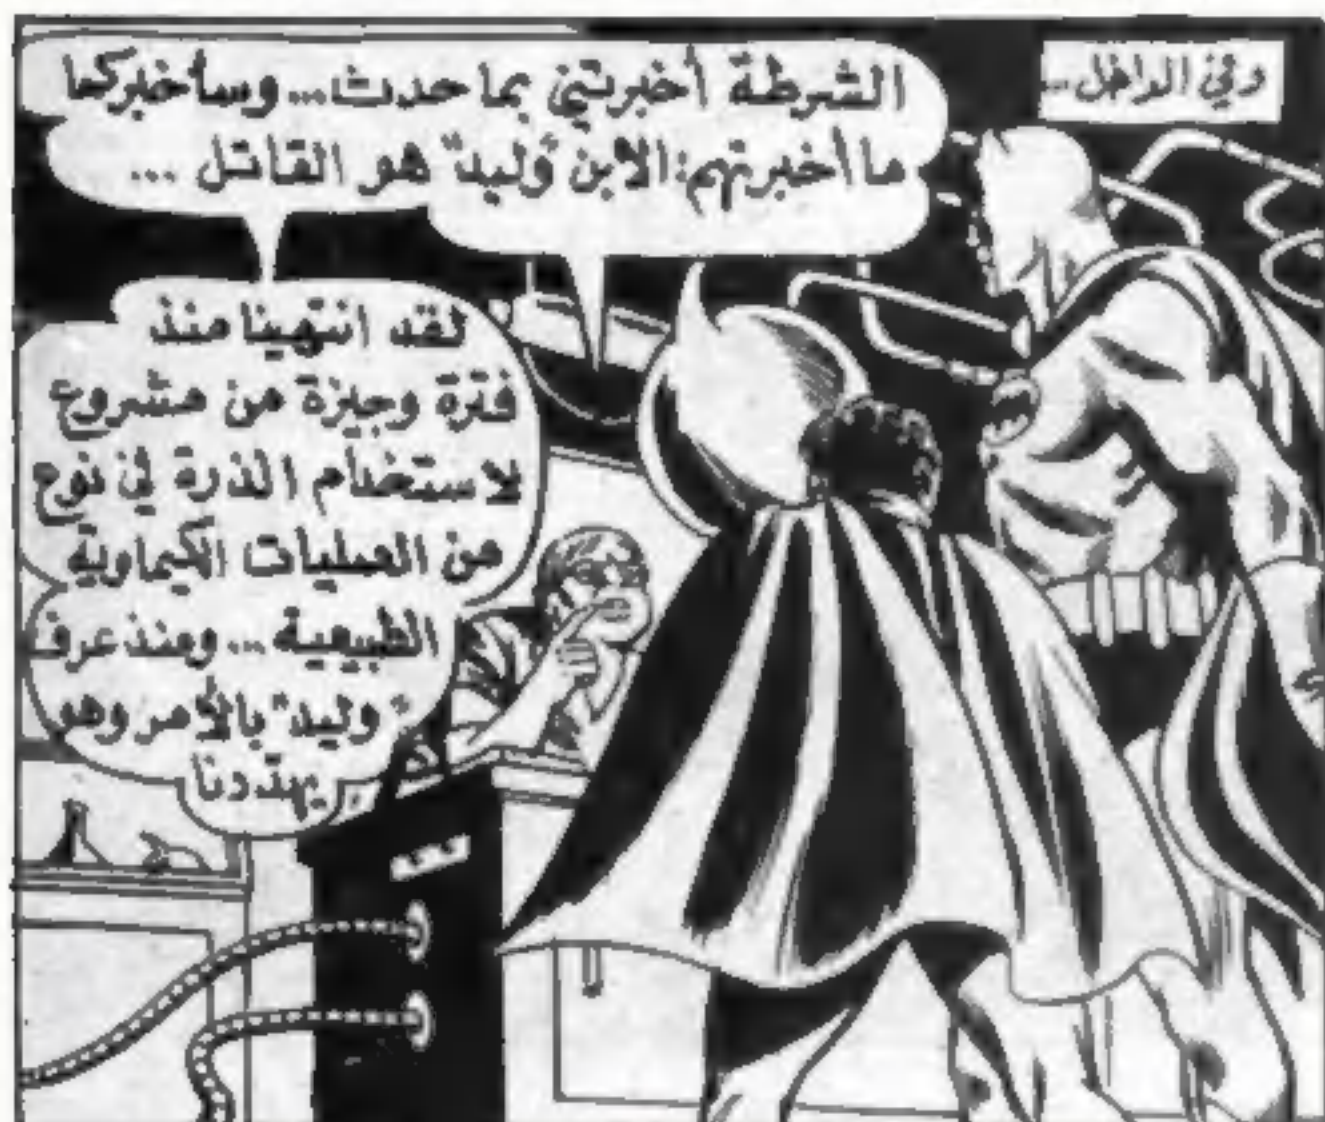 وفي الداخل...
الشرطة أخبرتني بما حدث... وسأخبركما
ما أخبرتهم: الابن "وليد" هو القاتل ...
لقد انتهينا منذ
فترة وجيزة من مشروع
لاستخدام الذرة في نوع
من العمليات الكيماوية
الطبيعية... ومنذ عرف
"وليد" بالأمر وهو
يهددنا